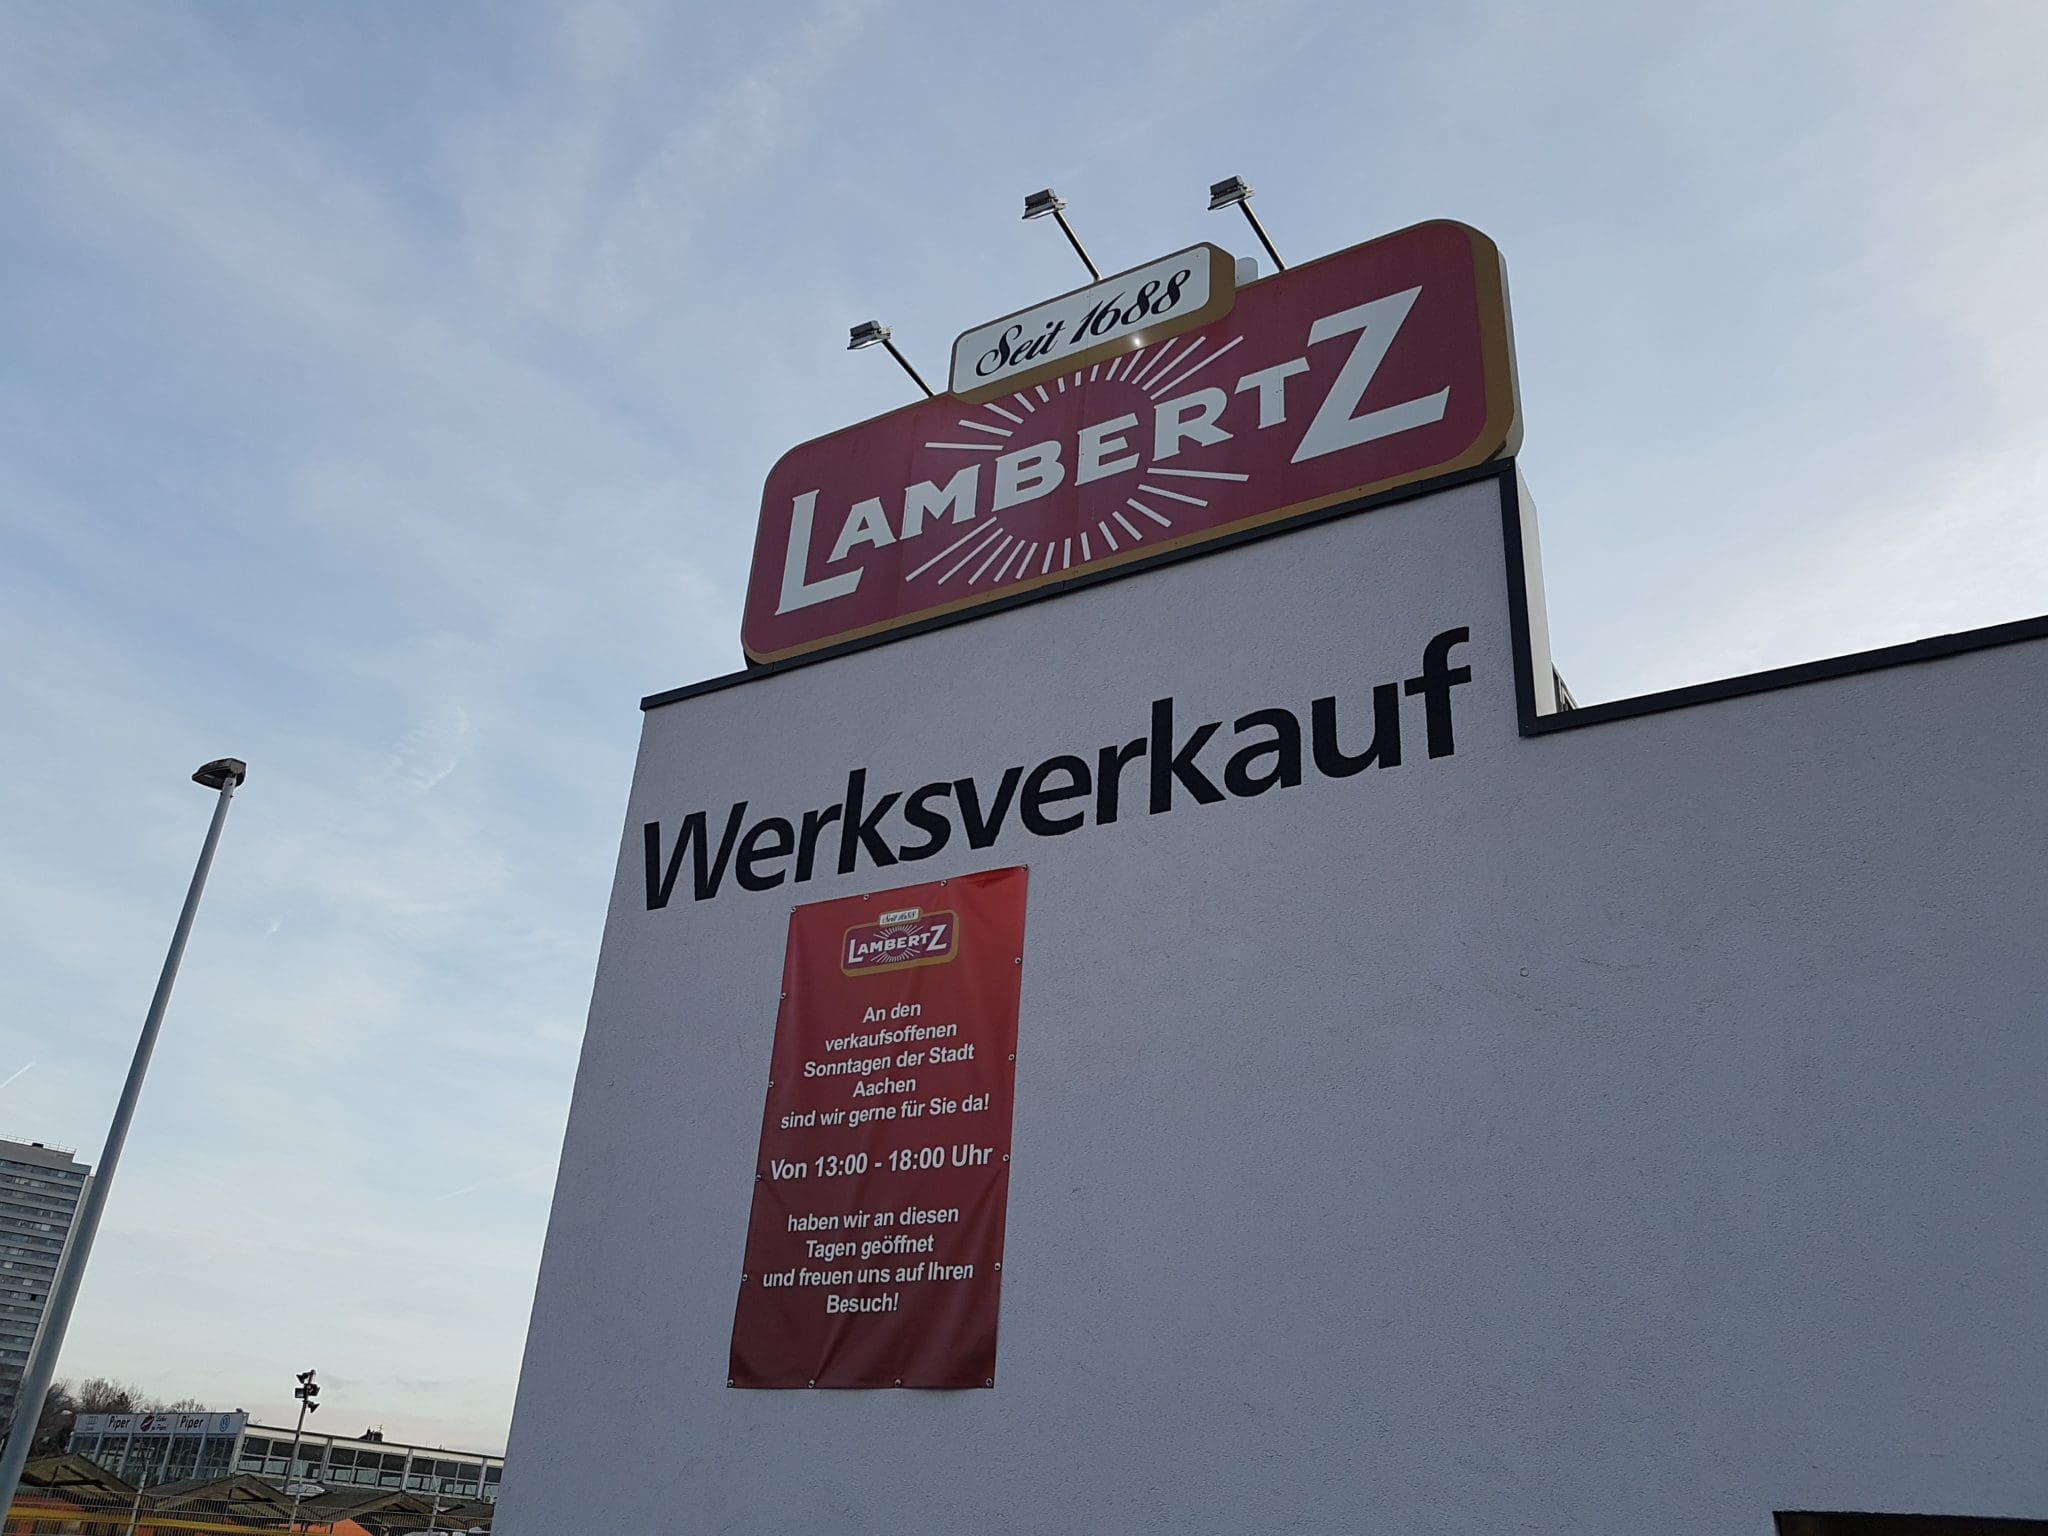 Seit 1688
LAMBERTZ
Werksverkauf
Seit 1688
LAMBERTZ
An den
verkaufsoffenen
Sonntagen der Stadt
Aachen
sind wir gerne für Sie da!
Von 13:00 - 18:00 Uhr
haben wir an diesen
Tagen geöffnet
und freuen uns auf Ihren
Besuch!
Piper
Piper